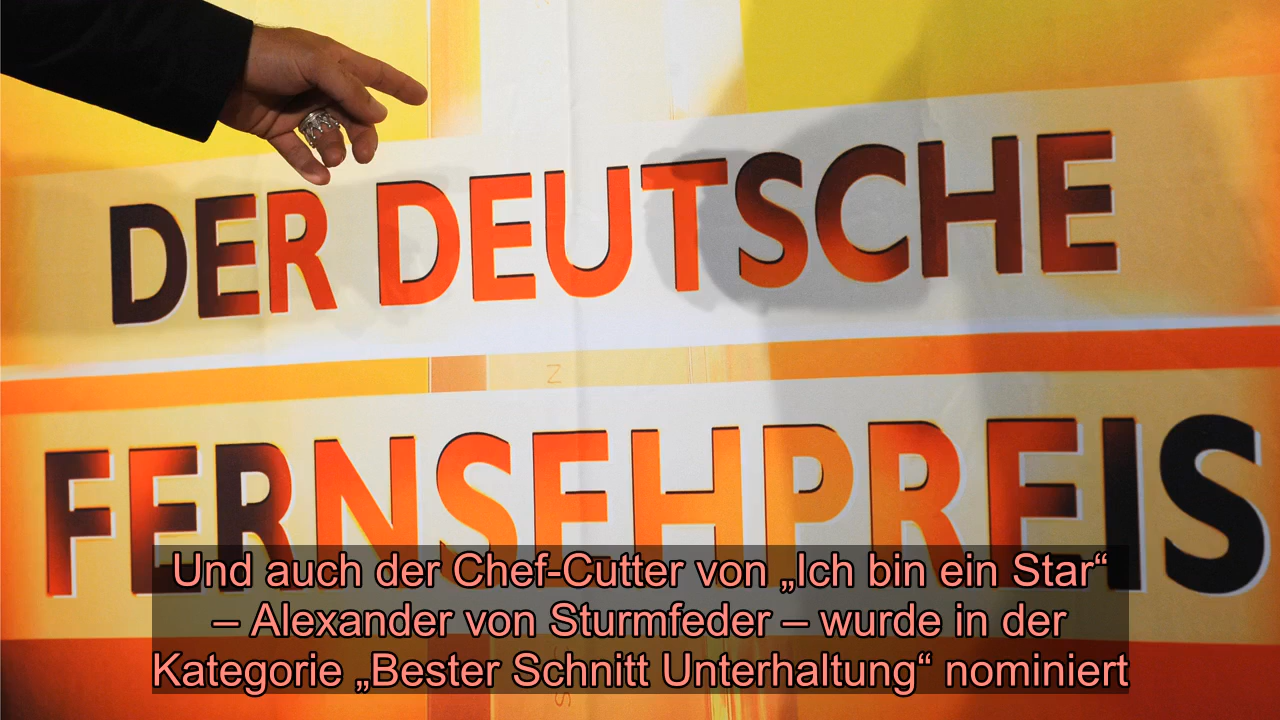 DER DEUTSCHE
FERNSEHPREIS
Und auch der Chef-Cutter von „Ich bin ein Star“
– Alexander von Sturmfeder – wurde in der
Kategorie „Bester Schnitt Unterhaltung“ nominiert